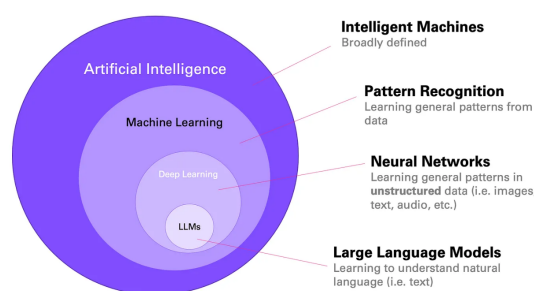 Artificial Intelligence
Machine Learning
Deep Learning
LLMs
Intelligent Machines
Broadly defined
Pattern Recognition
Learning general patterns from
data
Neural Networks
Learning general patterns in
unstructured data (i.e. images
text, audio, etc.)
Large Language Models
Learning to understand natural
language (i.e. text)